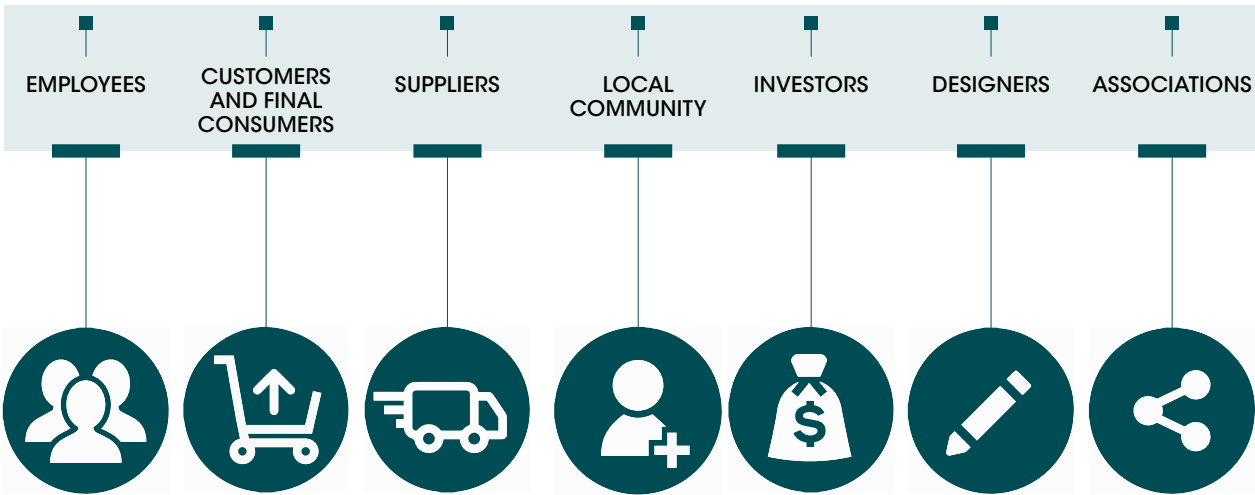 EMPLOYEES
CUSTOMERS
AND FINAL
CONSUMERS
SUPPLIERS
LOCAL
COMMUNITY
INVESTORS
DESIGNERS
ASSOCIATIONS
$